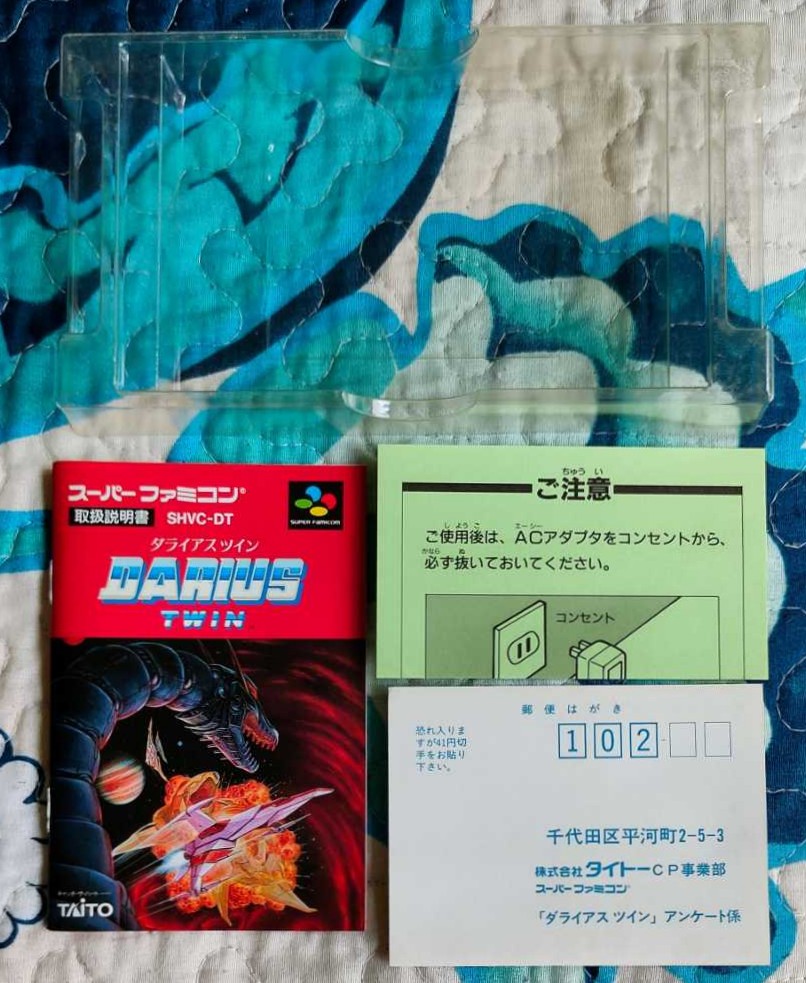 スーパーファミコン®
取扱説明書 SHVC-DT
SUPER FAMICOM
ダライアス ツイン
DARIUS
TWIN
TAITO
ちゅうい
ご注意
しようご エーシー
ご使用後は、ACアダプタをコンセントから、
かなら ぬ
必ず抜いておいてください。
コンセント
郵便はがき
恐れ入りま
すが41円切
手をお貼り
下さい。
102-
千代田区平河町2-5-3
株式会社タイトーCP事業部
スーパーファミコン®
「ダライアス ツイン」アンケート係